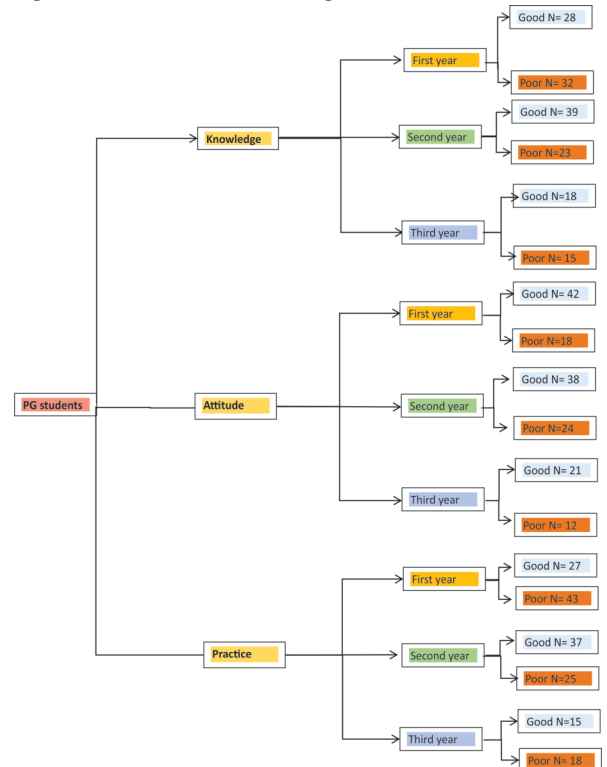 Good N= 28
First year
Poor N= 32
Good N= 39
Knowledge
Second year
Poor N=23
Good N=18
Third year
Poor N= 15
Good N= 42
First year
Poor N=18
Good N= 38
PG students
Attitude
Second year
Poor N=24
Good N= 21
Third year
Poor N= 12
Good N= 27
First year
Poor N= 43
Good N= 37
Practice
Second year
Poor N=25
Good N=15
Third year
Poor N= 18